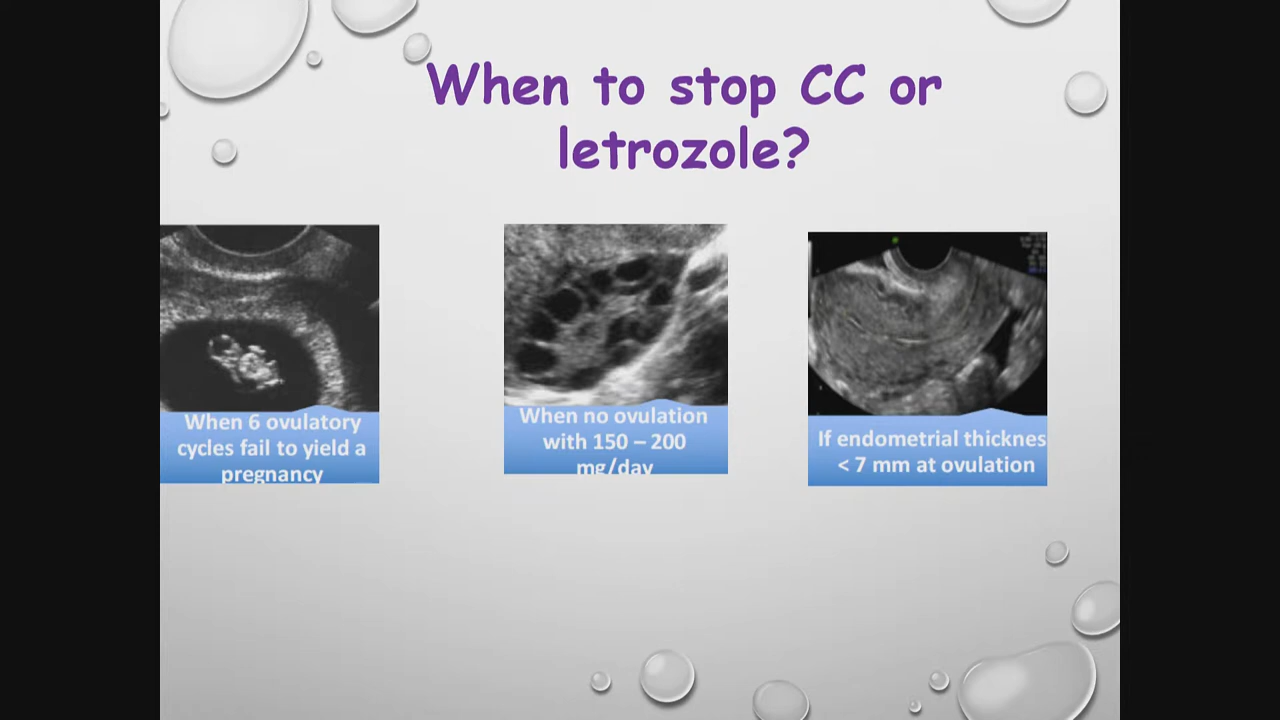 When to stop CC or
letrozole?
When 6 ovulatory
cycles fail to yield a
pregnancy
When no ovulation
with 150 – 200
mg/day
If endometrial thicknes
< 7 mm at ovulation